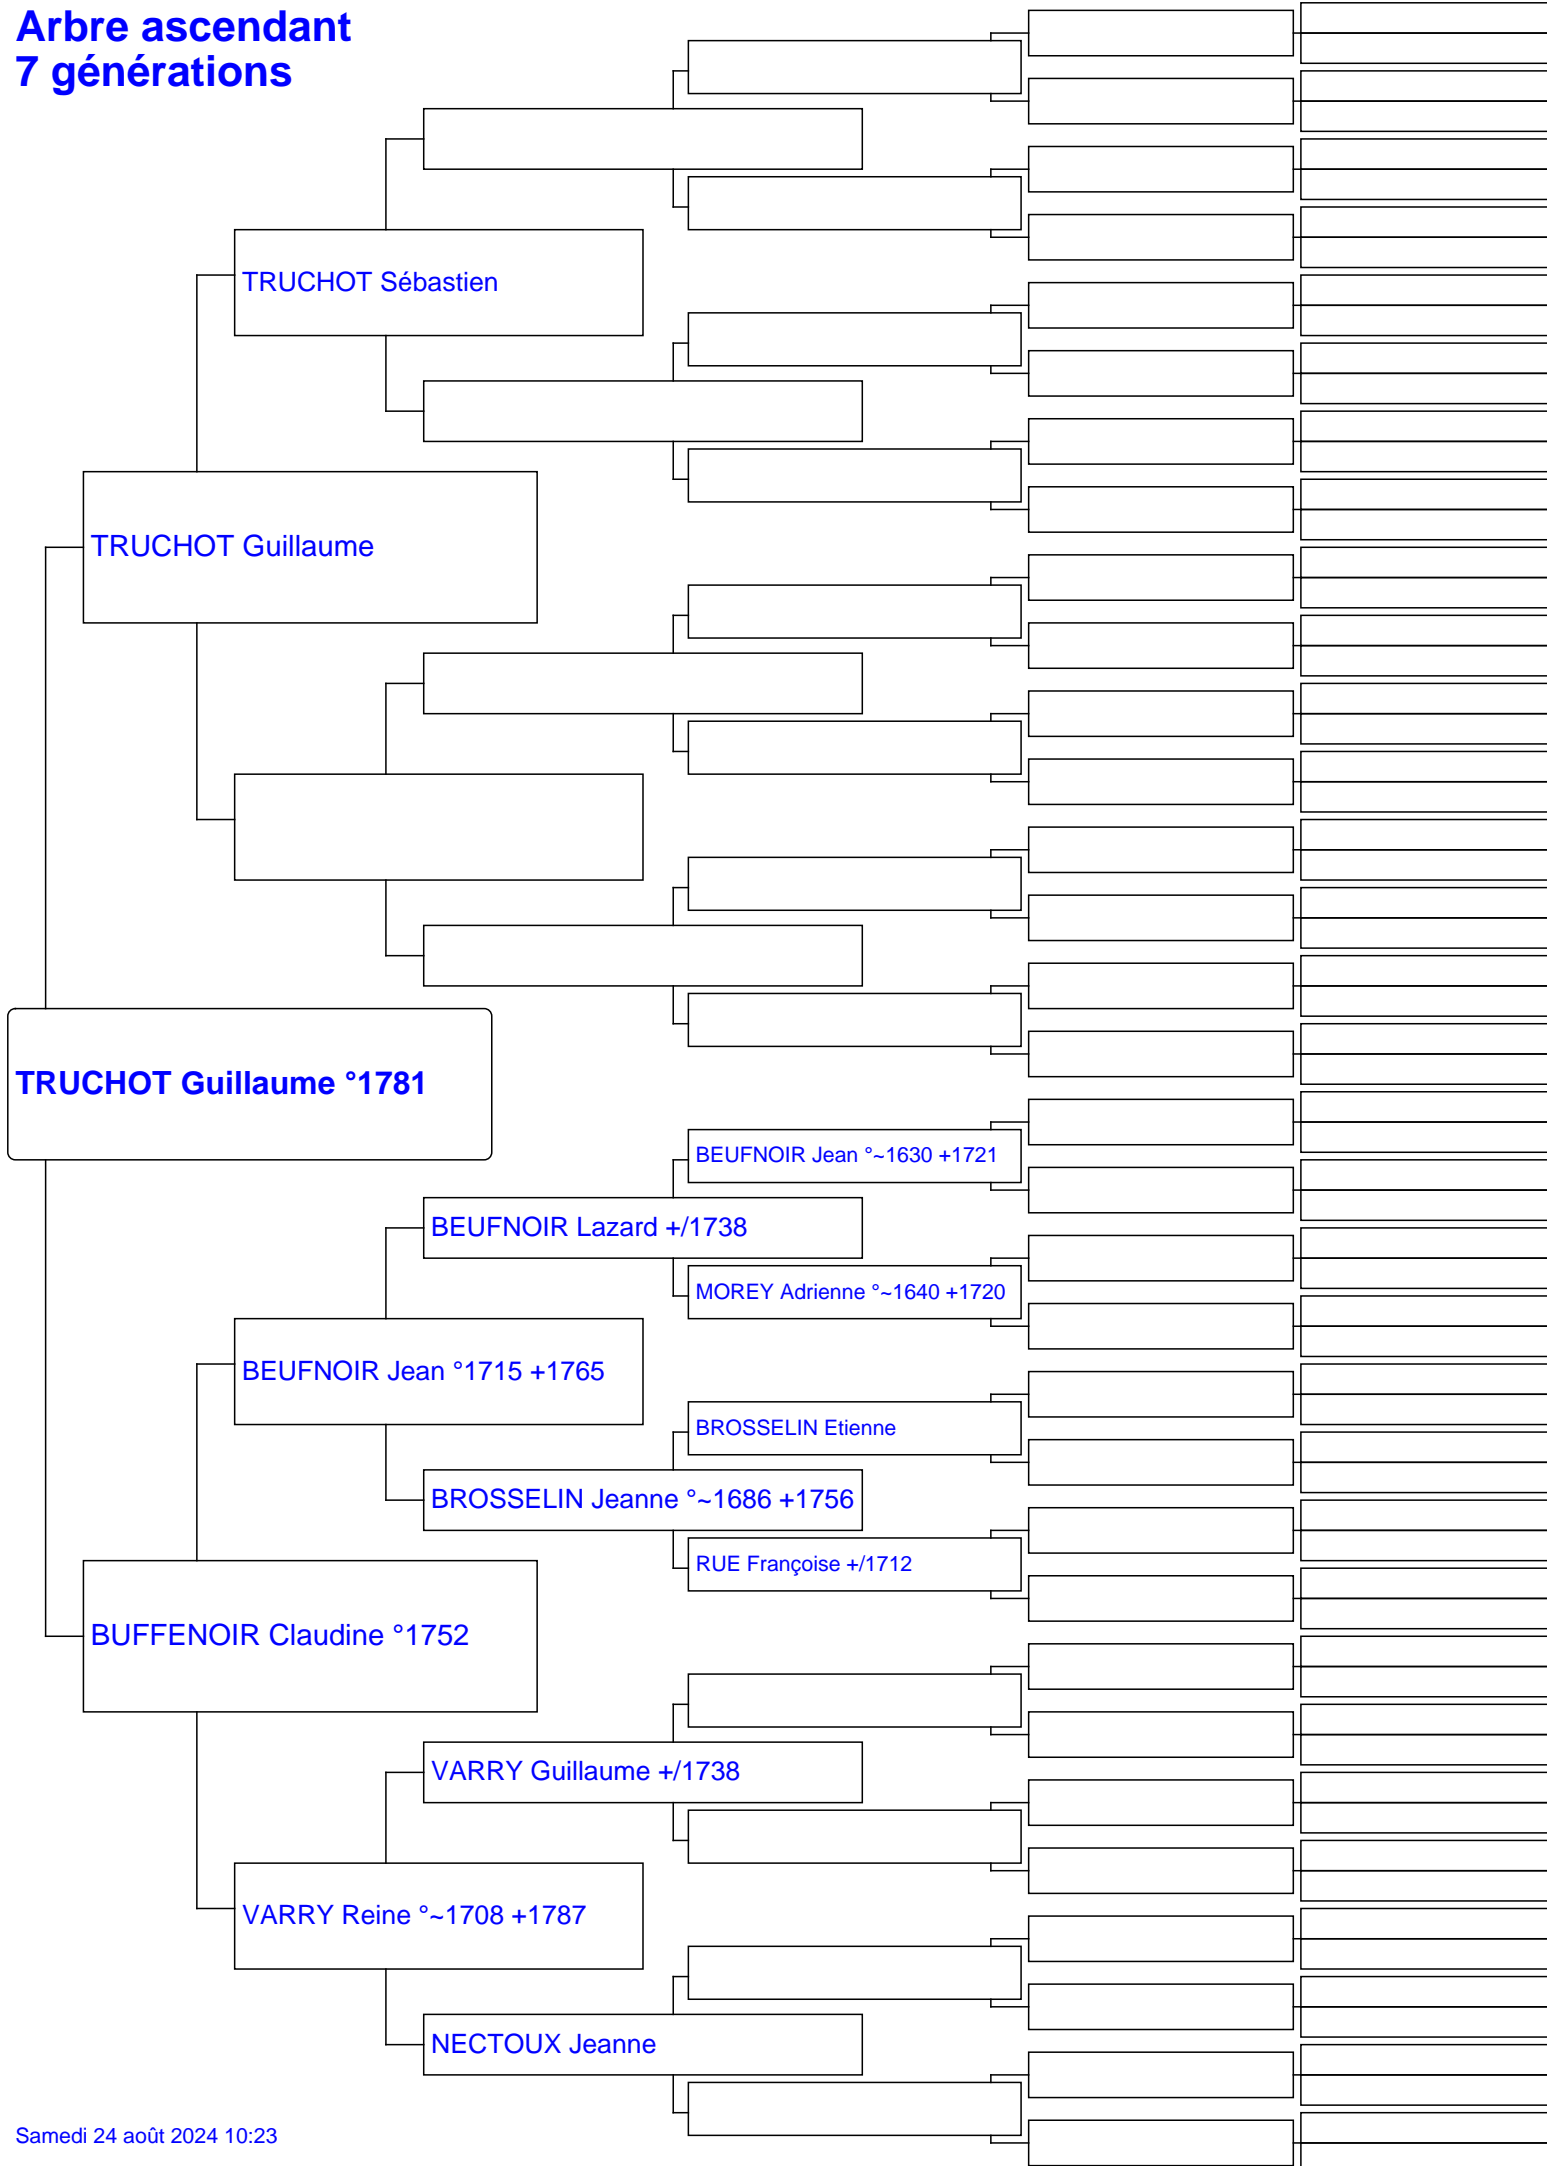 Arbre ascendant
7 générations
TRUCHOT Sébastien
TRUCHOT Guillaume
TRUCHOT Guillaume °1781
BEUFNOIR Jean °~1630 +1721
BEUFNOIR Lazard +/1738
MOREY Adrienne °~1640 +1720
BEUFNOIR Jean °1715 +1765
BROSSELIN Etienne
BROSSELIN Jeanne °~1686 +1756
RUE Françoise +/1712
BUFFENOIR Claudine °1752
VARRY Guillaume +/1738
VARRY Reine °~1708 +1787
NECTOUX Jeanne
Samedi 24 août 2024 10:23